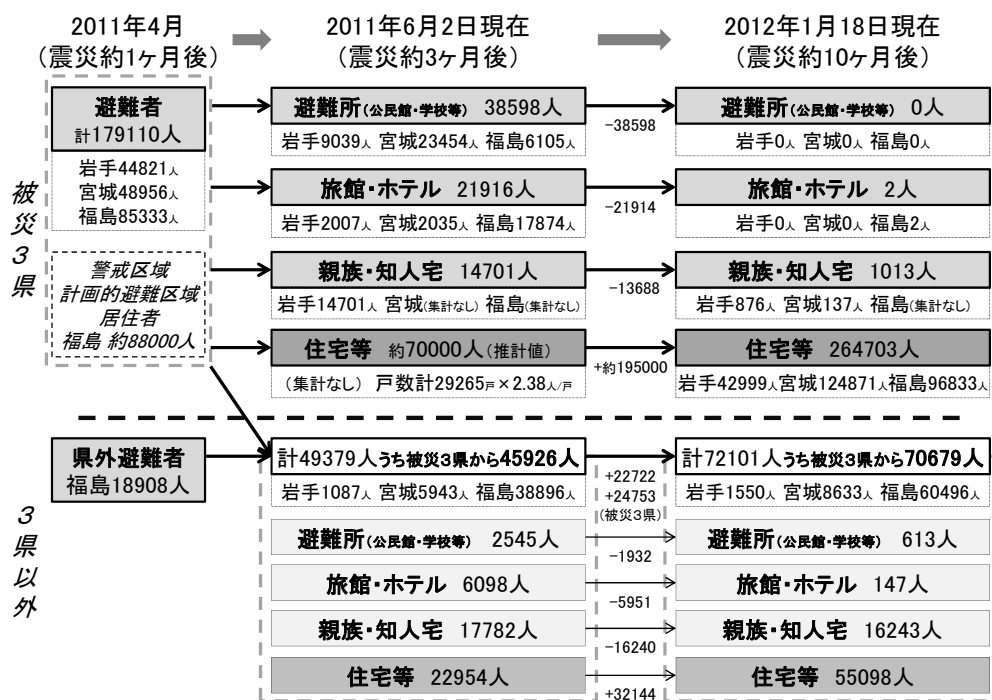 2011年4月
(震災約1ヶ月後)
2011年6月2日現在
(震災約3ヶ月後)
2012年1月18日現在
(震災約10ヶ月後)
被災3県
避難者
計179110人
岩手44821人
宮城48956人
福島85333人
警戒区域
計画的避難区域
居住者
福島 約88000人
避難所(公民館・学校等) 38598人
岩手9039人 宮城23454人 福島6105人
-38598
避難所(公民館・学校等) 0人
岩手0人 宮城0人 福島0人
旅館・ホテル 21916人
岩手2007人 宮城2035人 福島17874人
-21914
旅館・ホテル 2人
岩手0人 宮城0人 福島2人
親族・知人宅 14701人
岩手14701人 宮城(集計なし) 福島(集計なし)
-13688
親族・知人宅 1013人
岩手876人 宮城137人 福島(集計なし)
住宅等 約70000人(推計値)
(集計なし) 戸数計29265戸×2.38人/戸
+約195000
住宅等 264703人
岩手42999人宮城124871人福島96833人
3県以外
県外避難者
福島18908人
計49379人うち被災3県から45926人
岩手1087人 宮城5943人 福島38896人
+22722
+24753
(被災3県)
計72101人うち被災3県から70679人
岩手1550人 宮城8633人 福島60496人
避難所(公民館・学校等) 2545人
-1932
避難所(公民館・学校等) 613人
旅館・ホテル 6098人
-5951
旅館・ホテル 147人
親族・知人宅 17782人
-16240
親族・知人宅 16243人
住宅等 22954人
+32144
住宅等 55098人